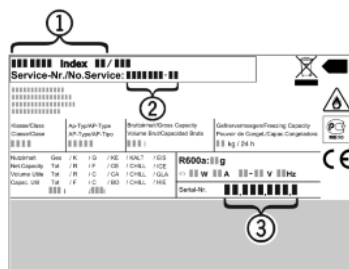 1
Index /
Service-Nr./No.Service: -
2
Klasse/Class Ap-Typ/AP-Type Bruttoinhalt/Gross Capacity Gefriervermogen/Freezing Capacity
Classe/Clase AP-Type/AP-Tipo Volume Brut/Capacidad Bruta Pouvoir de Congel./Capac.Congeladora
kg / 24 h
Nutzinhalt Ges / K / G / KE / KALT / EIS
Net Capacity Tot / R / F / CE / CHILL / ICE
Volume Utile Tot / R / C / CA / CHILL / GLA
Capac. Util Tot / F / C / BO / CHILL / HIE
R600a: g
W A - V Hz
Serial-Nr.
3
CE